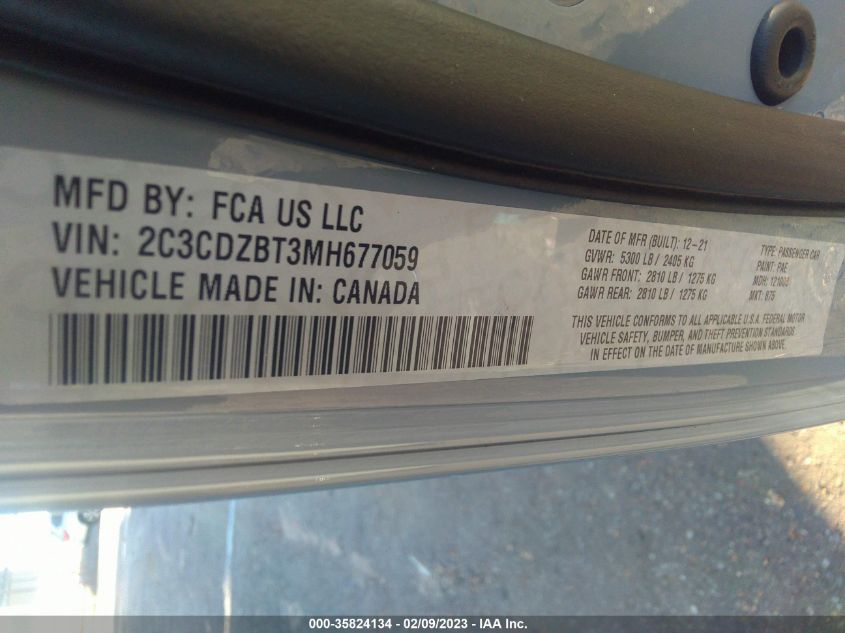 MFD BY: FCA US LLC
VIN: 2C3CDZBT3MH677059
VEHICLE MADE IN: CANADA
DATE OF MFR (BUILT): 12-21
GVWR: 5300 LB / 2405 KG
GAWR FRONT: 2810 LB / 1275 KG
GAWR REAR: 2810 LB / 1275 KG
TYPE: PASSENGER CAR
PAINT: PAE
MDH:
MKT:
THIS VEHICLE CONFORMS TO ALL APPLICABLE U.S.A. FEDERAL MOTOR
VEHICLE SAFETY, BUMPER, AND THEFT PREVENTION STANDARDS
IN EFFECT ON THE DATE OF MANUFACTURE SHOWN ABOVE.
000-35824134 - 02/09/2023 - IAA Inc.